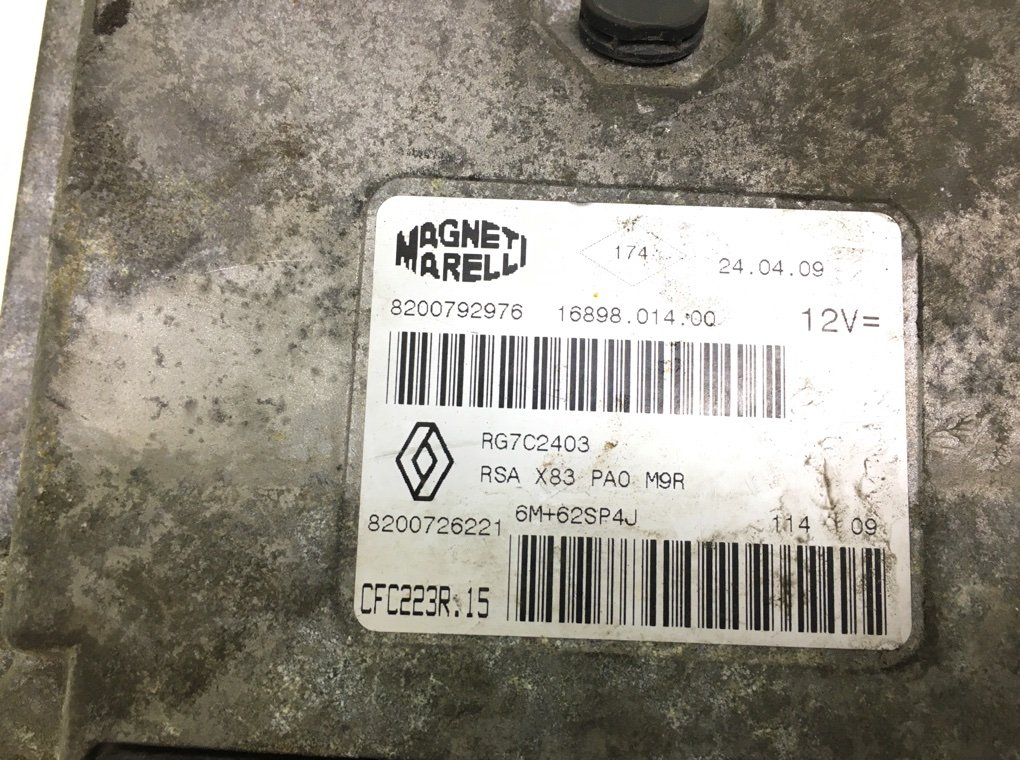 MAGNETI
MARELLI
174
24.04.09
8200792976 16898.014.00 12V=
RG7C2403
RSA X83 PA0 M9R
6M+62SP4J
8200726221 114 09
CFC223R.15